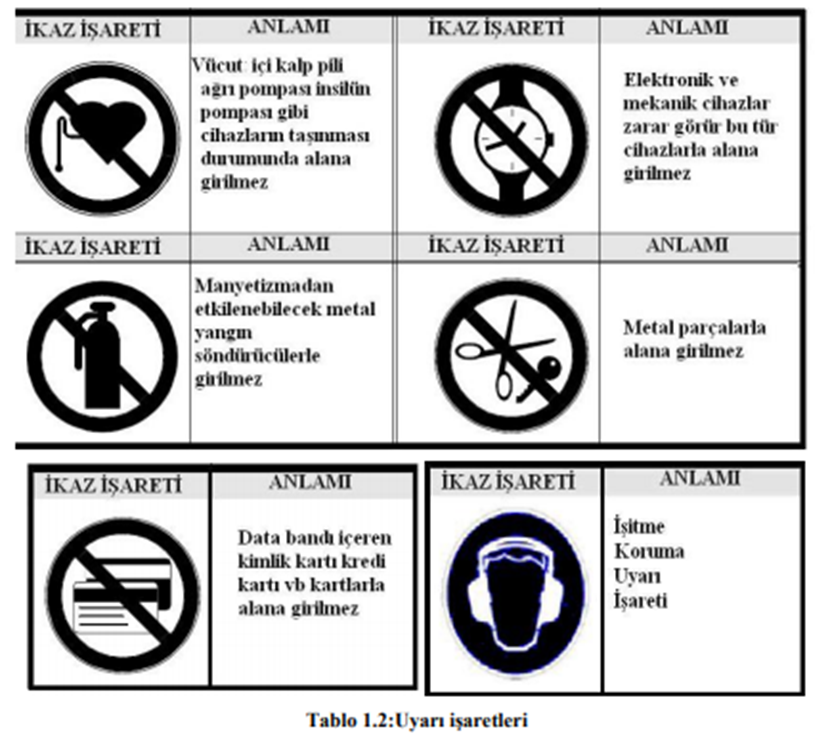 İKAZ İŞARETİ ANLAMI İKAZ İŞARETİ ANLAMI
Vücut içi kalp pili
ağrı pompası insilün
pompası gibi
cihazların taşınması
durumunda alana
girilmez
Elektronik ve
mekanik cihazlar
zarar görür bu tür
cihazlarla alana
girilmez
İKAZ İŞARETİ ANLAMI İKAZ İŞARETİ ANLAMI
Manyetizmadan
etkilenebilecek metal
yangın
söndürücülerle
girilmez
Metal parçalarla
alana girilmez
İKAZ İŞARETİ ANLAMI İKAZ İŞARETİ ANLAMI
Data bandı içeren
kimlik kartı kredi
kartı vb kartlarla
alana girilmez
İşitme
Koruma
Uyarı
İşareti
Tablo 1.2:Uyarı işaretleri